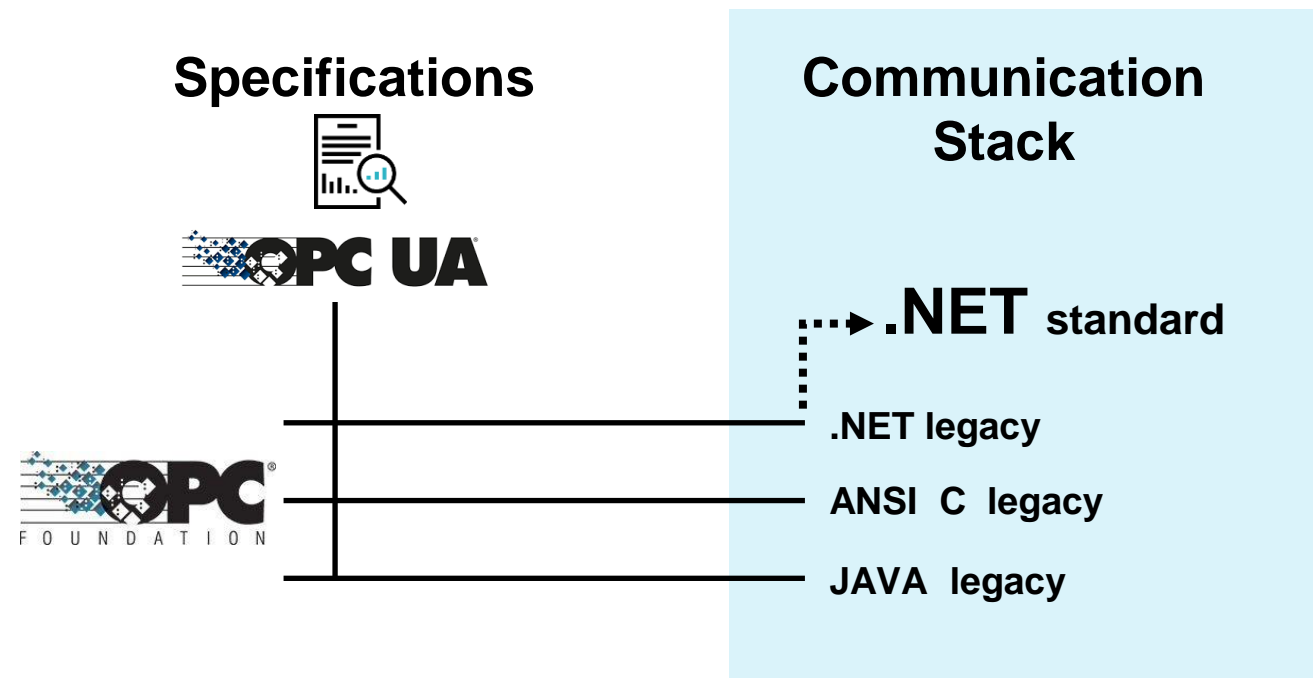 Specifications
Communication
Stack
OPC UA®
.NET standard
.NET legacy
OPC®
FOUNDATION
ANSI C legacy
JAVA legacy